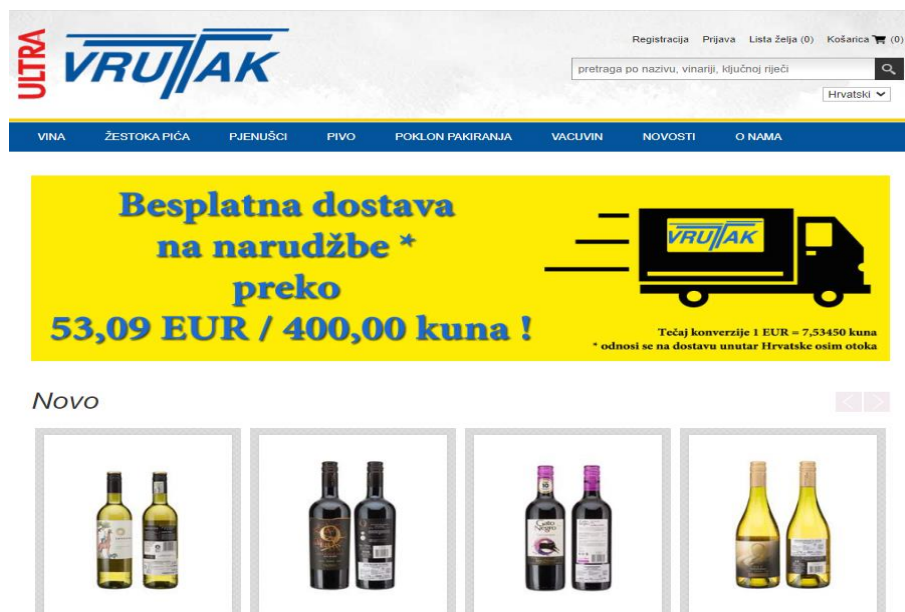 ULTRA
VRUTAK
Registracija Prijava Lista želja (0) Košarica (0)
pretraga po nazivu, vinariji, ključnoj riječi
Hrvatski
VINA ŽESTOKA PIĆA PJENUŠCI PIVO POKLON PAKIRANJA VACUVIN NOVOSTI O NAMA
Besplatna dostava
na narudžbe *
preko
53,09 EUR / 400,00 kuna !
VRUTAK
Tečaj konverzije 1 EUR = 7,53450 kuna
* odnosi se na dostavu unutar Hrvatske osim otoka
Novo
Gato
Negro